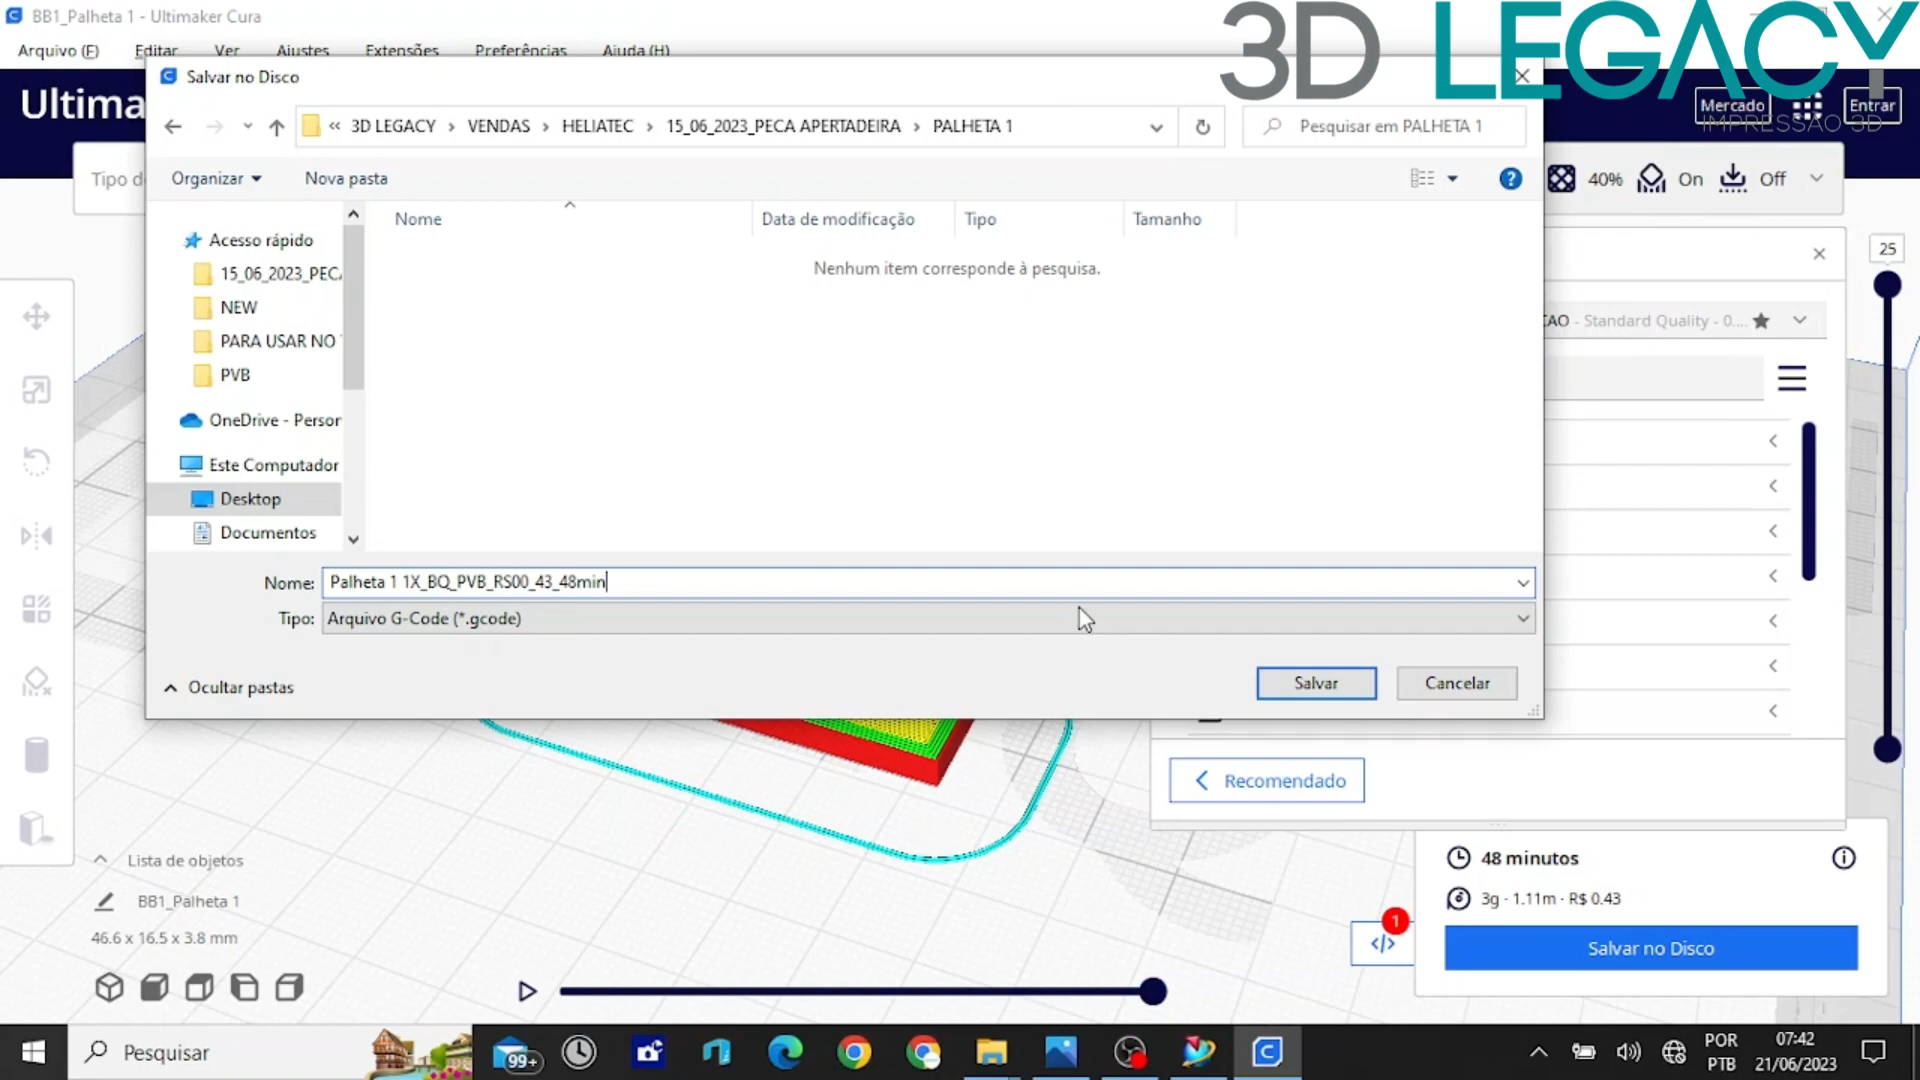 BB1_Palheta 1 - Ultimaker Cura
Arquivo (F) Editar Ver Ajustes Extensões Preferências Ajuda (H)
3D LEGACY
IMPRESSÃO 3D
Ultima
Mercado
Entrar
Salvar no Disco
« 3D LEGACY › VENDAS › HELIATEC › 15_06_2023_PECA APERTADEIRA › PALHETA 1
Pesquisar em PALHETA 1
Tipo d
Organizar
Nova pasta
40% On Off
Nome Data de modificação Tipo Tamanho
Nenhum item corresponde à pesquisa.
Acesso rápido
15_06_2023_PEC
NEW
PARA USAR NO
PVB
OneDrive - Person
Este Computador
Desktop
Documentos
25
- Standard Quality - 0....
Nome: Palheta 1 1X_BQ_PVB_RS00_43_48min
Tipo: Arquivo G-Code (*.gcode)
Ocultar pastas
Salvar
Cancelar
Recomendado
Lista de objetos
BB1_Palheta 1
46.6 x 16.5 x 3.8 mm
48 minutos
3g · 1.11m · R$ 0.43
1
</>
Salvar no Disco
Pesquisar
99+
POR
PTB
07:42
21/06/2023